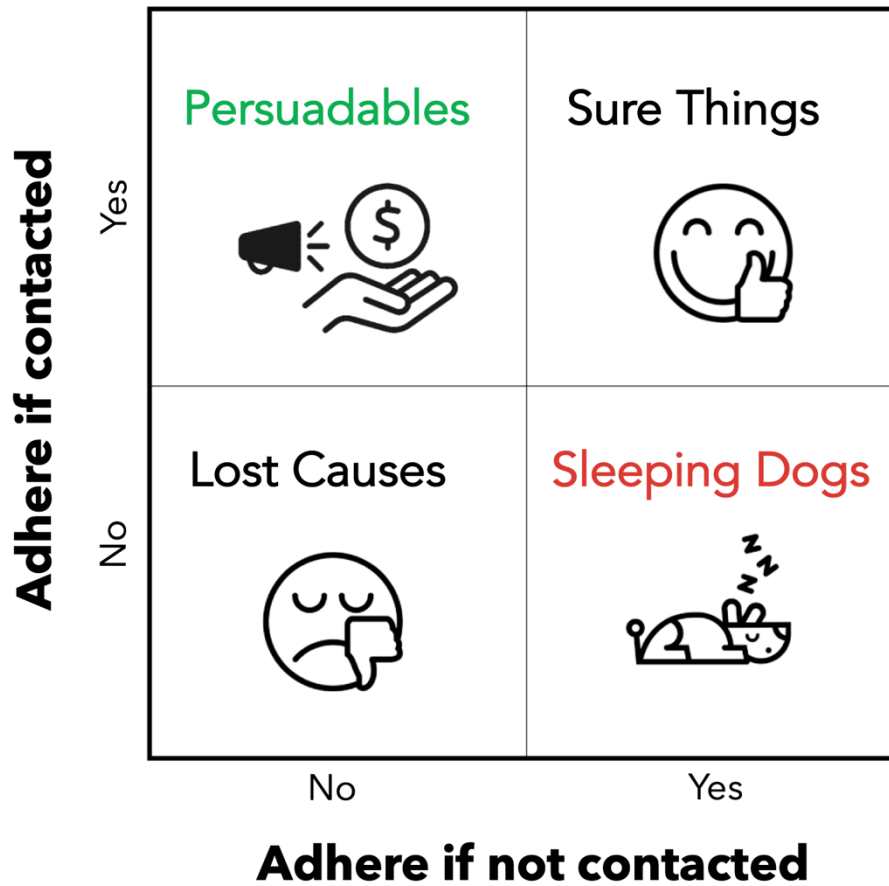 Persuadables
Sure Things
$
Lost Causes
Sleeping Dogs
z
z
z
Adhere if contacted
Yes
No
No
Yes
Adhere if not contacted